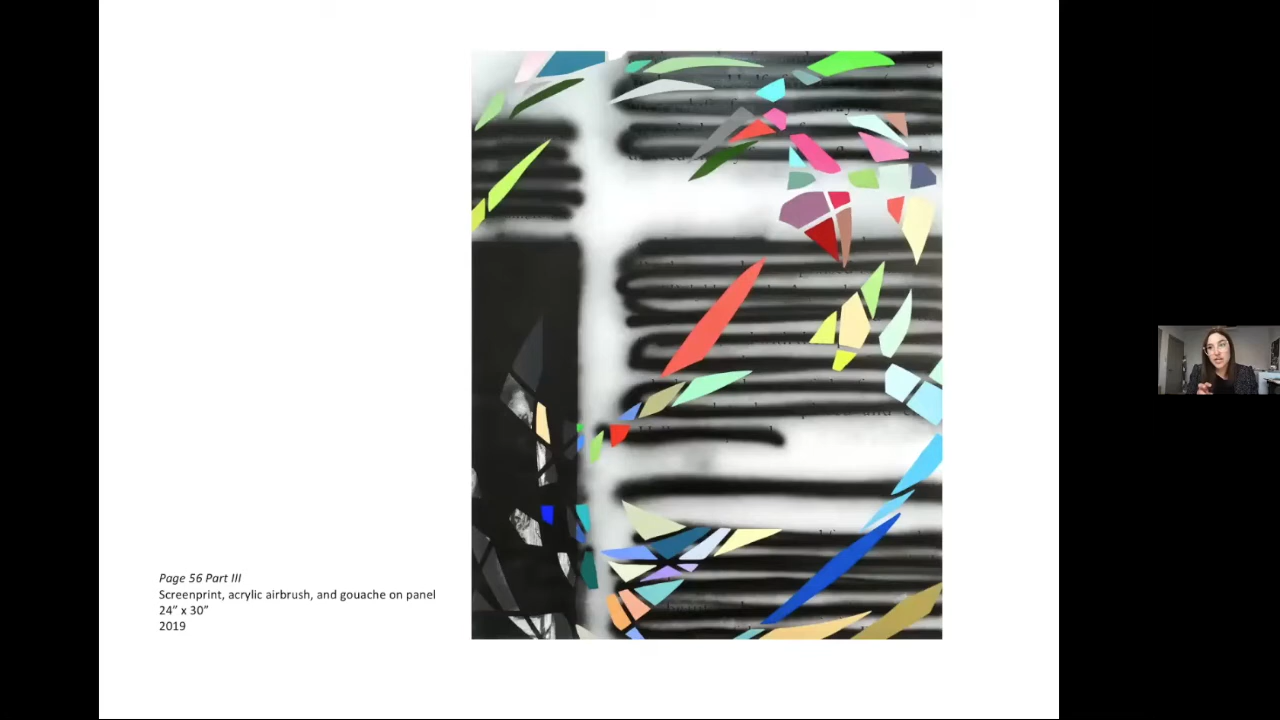 Page 56 Part III
Screenprint, acrylic airbrush, and gouache on panel
24” x 30”
2019